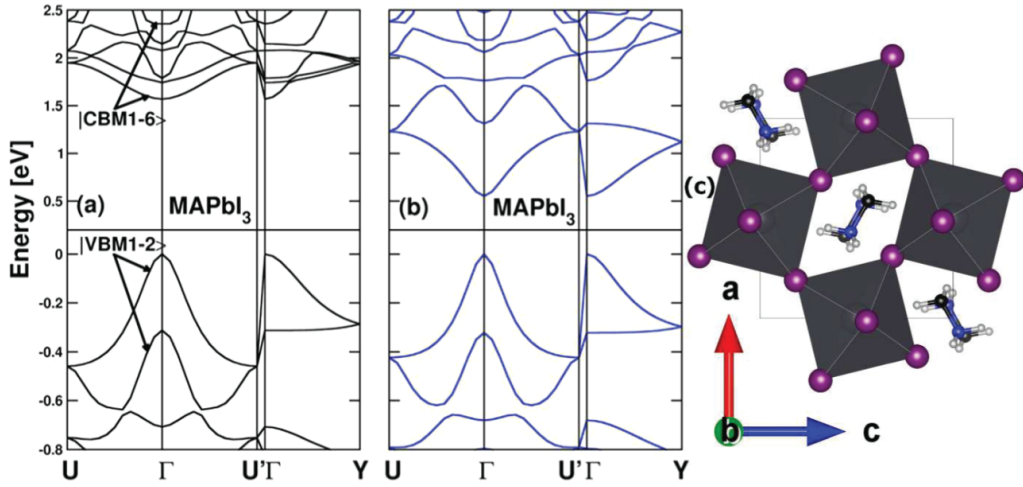 Energy [eV]
2.5
2
1.5
1
0.5
0
-0.2
-0.4
-0.6
-0.8
|CBM1-6>
(a)
MAPbI3
|VBM1-2>
U Γ U'Γ Y
(b)
MAPbI3
U Γ U'Γ Y
(c)
a
b
c